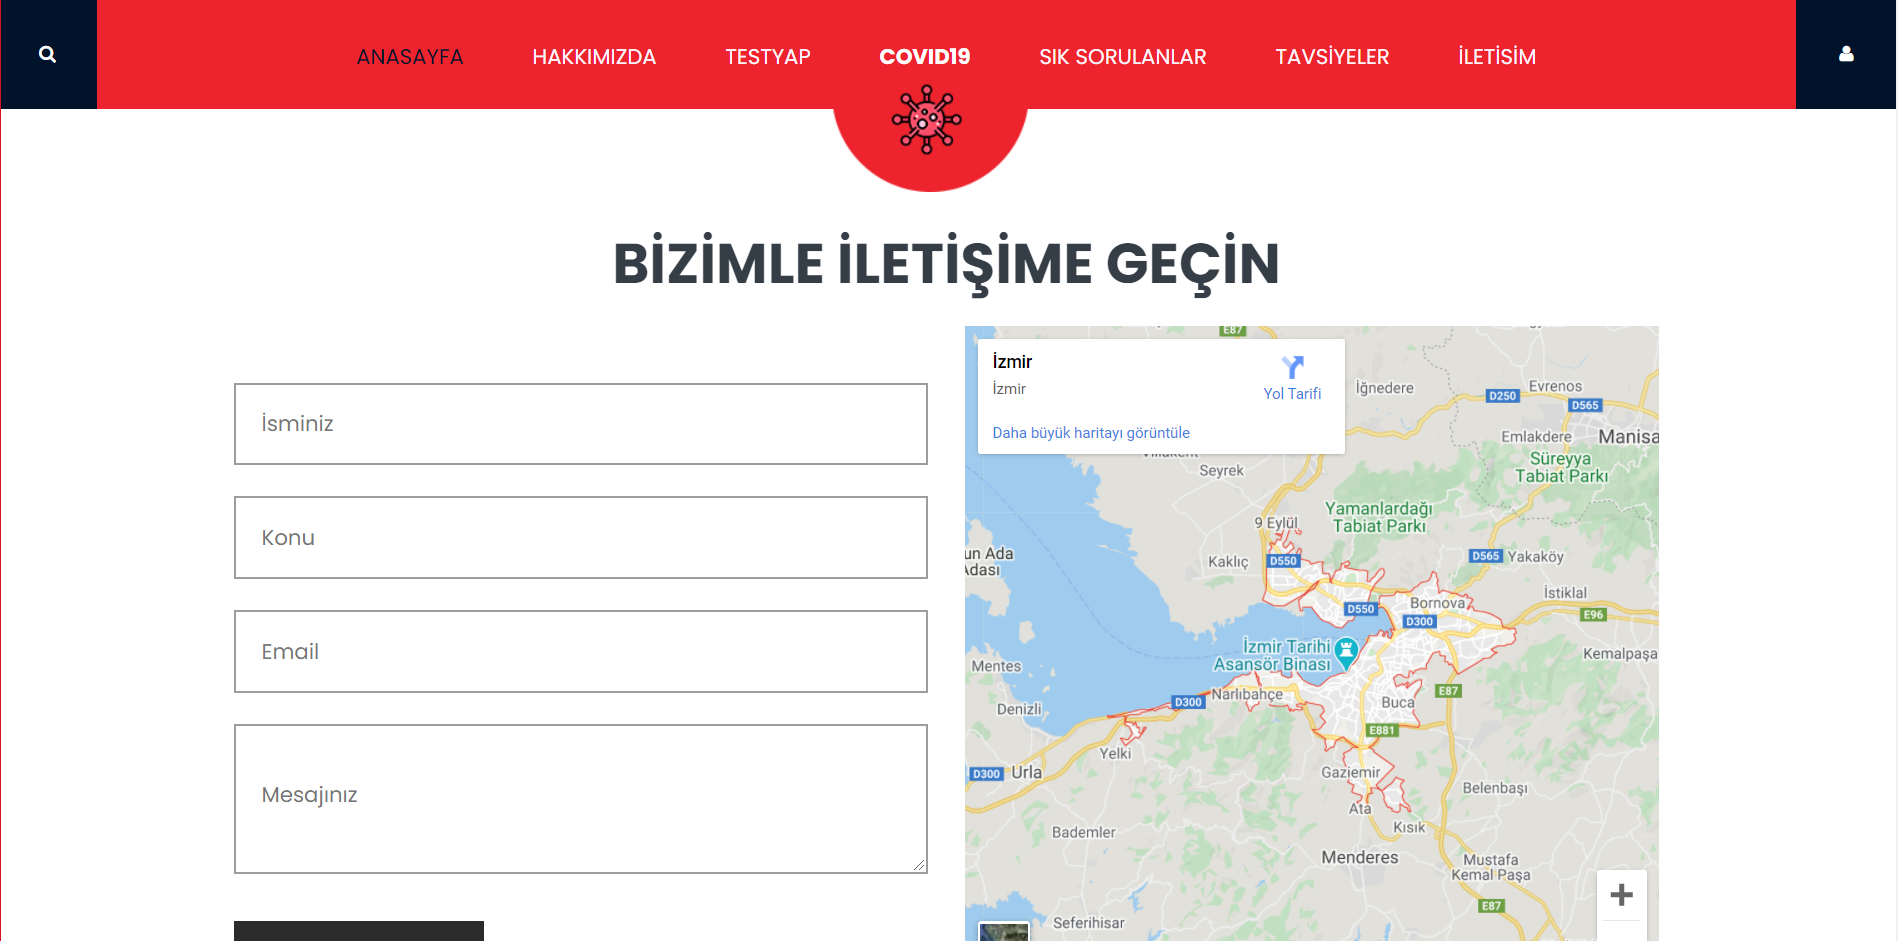 ANASAYFA HAKKIMIZDA TESTYAP COVID19 SIK SORULANLAR TAVSİYELER İLETİSİM
BİZİMLE İLETİŞİME GEÇİN
İsminiz
Konu
Email
Mesajınız
E87
İzmir
İzmir
Yol Tarifi
Daha büyük haritayı görüntüle
İğnedere
Evrenos
D250
D565
Emlakdere
Manisa
Süreyya
Tabiat Parkı
Seyrek
Yamanlardağı
Tabiat Parkı
9 Eylül
un Ada
Adası
Kaklıç
D550
D565
Yakaköy
İstiklal
D550
Bornova
D300
E96
İzmir Tarihi
Asansör Binası
Kemalpaşa
Mentes
Narlıbahçe
D300
E87
Denizli
Buca
E881
Yelki
D300
Urla
Gaziemir
Belenbaşı
Ata
Kısık
Bademler
Menderes
Mustafa
Kemal Paşa
E87
Seferihisar